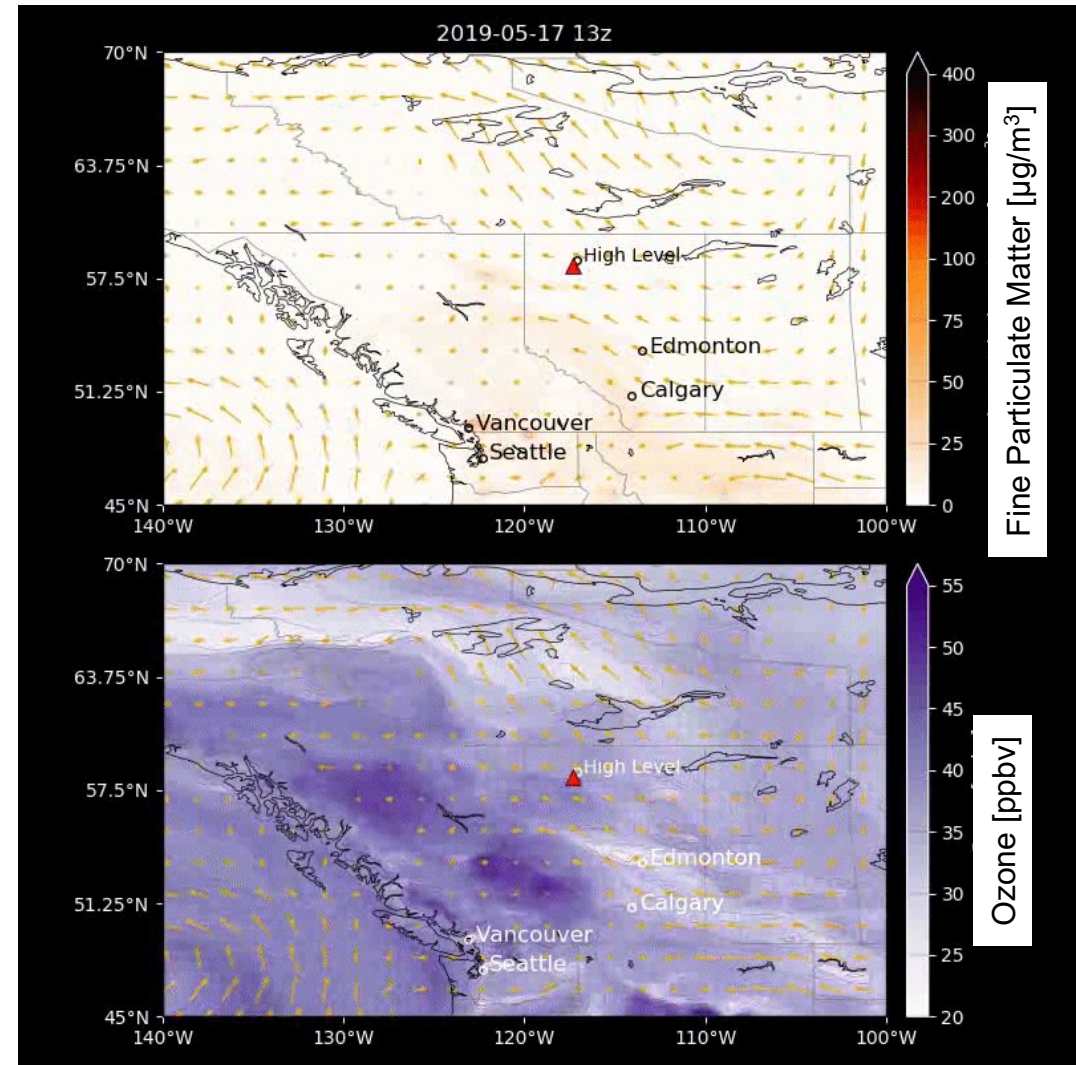 2019-05-17 13z
70°N
63.75°N
57.5°N
51.25°N
45°N
140°W
130°W
120°W
110°W
100°W
High Level
Edmonton
Calgary
Vancouver
Seattle
400
300
200
100
75
50
25
0
Fine Particulate Matter [µg/m³]
70°N
63.75°N
57.5°N
51.25°N
45°N
140°W
130°W
120°W
110°W
100°W
High Level
Edmonton
Calgary
Vancouver
Seattle
55
50
45
40
35
30
25
20
Ozone [ppbv]